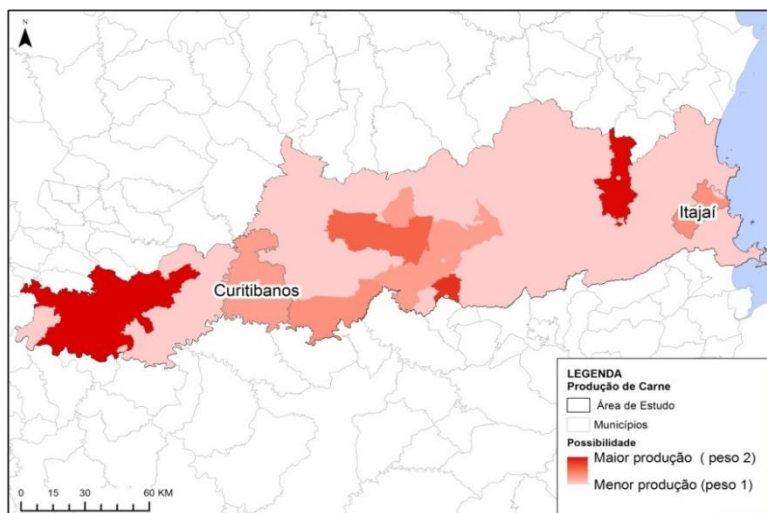 N
Itajaí
Curitibanos
LEGENDA
Produção de Carne
Área de Estudo
Municípios
Possibilidade
Maior produção ( peso 2)
Menor produção (peso 1)
0 15 30 60 KM